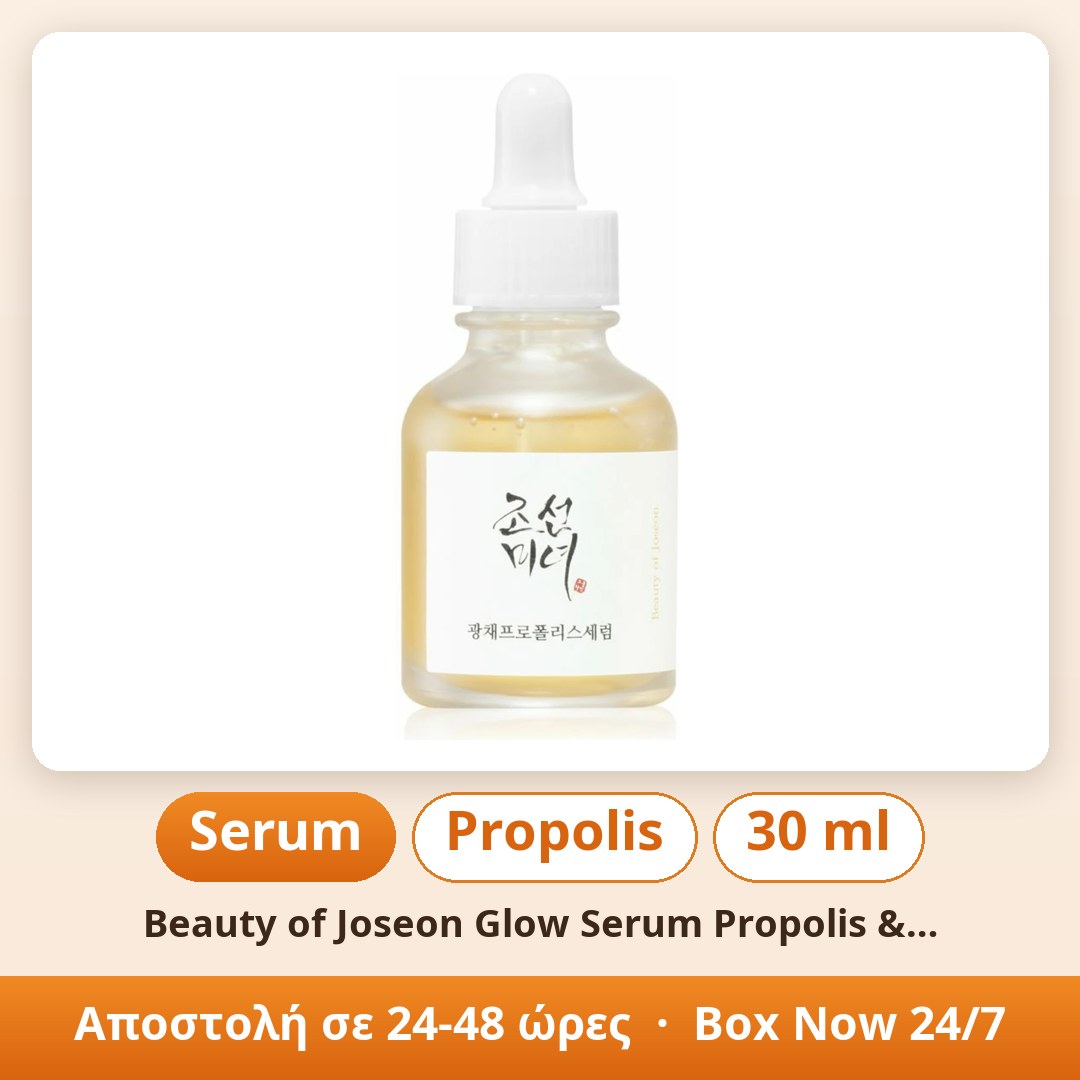 조선
미녀
광채프로폴리스세럼
Beauty of Joseon
Serum
Propolis
30 ml
Beauty of Joseon Glow Serum Propolis &...
Αποστολή σε 24-48 ώρες · Box Now 24/7